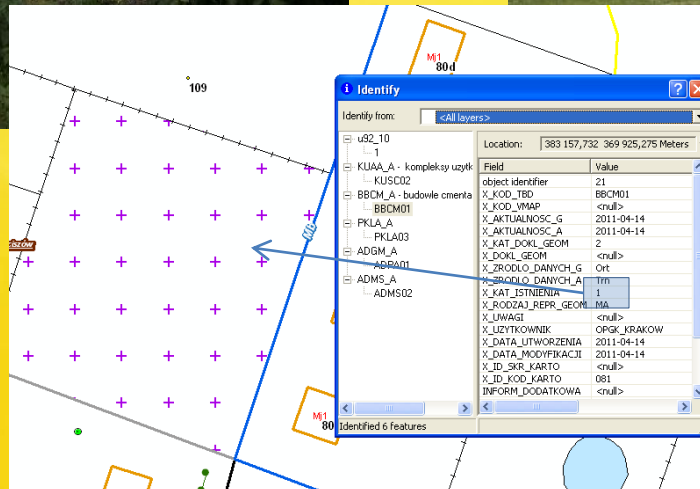 109
Mj1
80d
MB
Mj1
80
Identify
Identify from: <All layers>
u92_10
1
KUAA_A - kompleksy uzytk
KUSC02
BBCM_A - budowle cmenta
BBCM01
PKLA_A
PKLA03
ADGM_A
ADPA01
ADMS_A
ADMS02
Location: 383 157,732 369 925,275 Meters
Field Value
object identifier 21
X_KOD_TBD BBCM01
X_KOD_VMAP <null>
X_AKTUALNOSC_G 2011-04-14
X_AKTUALNOSC_A 2011-04-14
X_KAT_DOKL_GEOM 2
X_DOKL_GEOM <null>
X_ZRODLO_DANYCH_G Ort
X_ZRODLO_DANYCH_A Trn
X_KAT_ISTNIENIA 1
X_RODZAJ_REPR_GEOM MA
X_UWAGI <null>
X_UZYTKOWNIK OPGK_KRAKOW
X_DATA_UTWORZENIA 2011-04-14
X_DATA_MODYFIKACJI 2011-04-14
X_ID_SKR_KARTO <null>
X_ID_KOD_KARTO 081
INFORM_DODATKOWA <null>
Identified 6 features